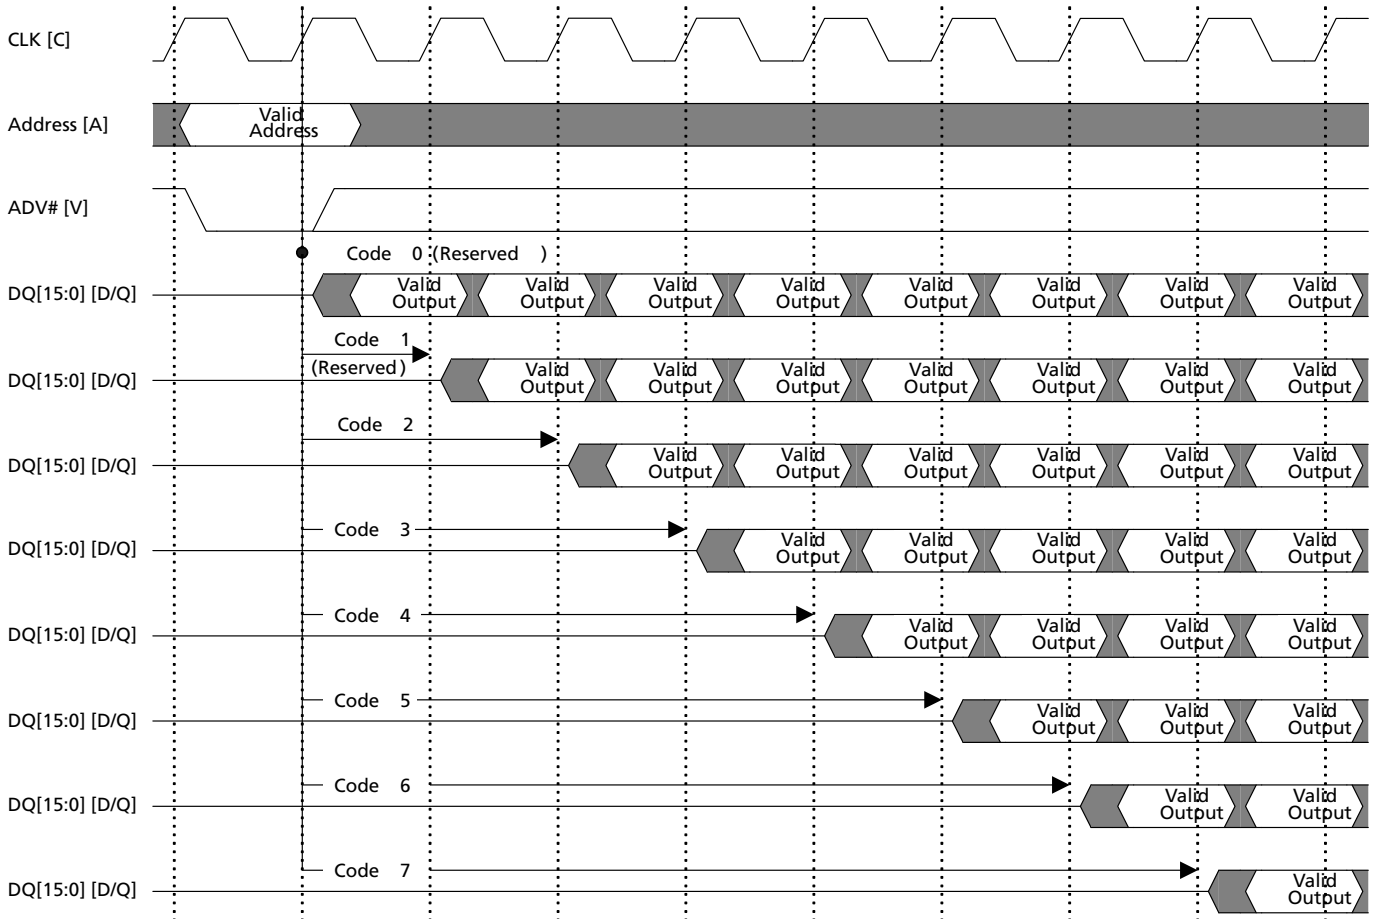 CLK [C]
Address [A]
Valid
Address
ADV# [V]
Code 0 (Reserved )
DQ[15:0] [D/Q]
Valid Valid Valid Valid Valid Valid Valid Valid
Output Output Output Output Output Output Output Output
Code 1
(Reserved)
DQ[15:0] [D/Q]
Valid Valid Valid Valid Valid Valid Valid
Output Output Output Output Output Output Output
Code 2
DQ[15:0] [D/Q]
Valid Valid Valid Valid Valid Valid
Output Output Output Output Output Output
Code 3
DQ[15:0] [D/Q]
Valid Valid Valid Valid Valid
Output Output Output Output Output
Code 4
DQ[15:0] [D/Q]
Valid Valid Valid Valid
Output Output Output Output
Code 5
DQ[15:0] [D/Q]
Valid Valid Valid
Output Output Output
Code 6
DQ[15:0] [D/Q]
Valid Valid
Output Output
Code 7
DQ[15:0] [D/Q]
Valid
Output